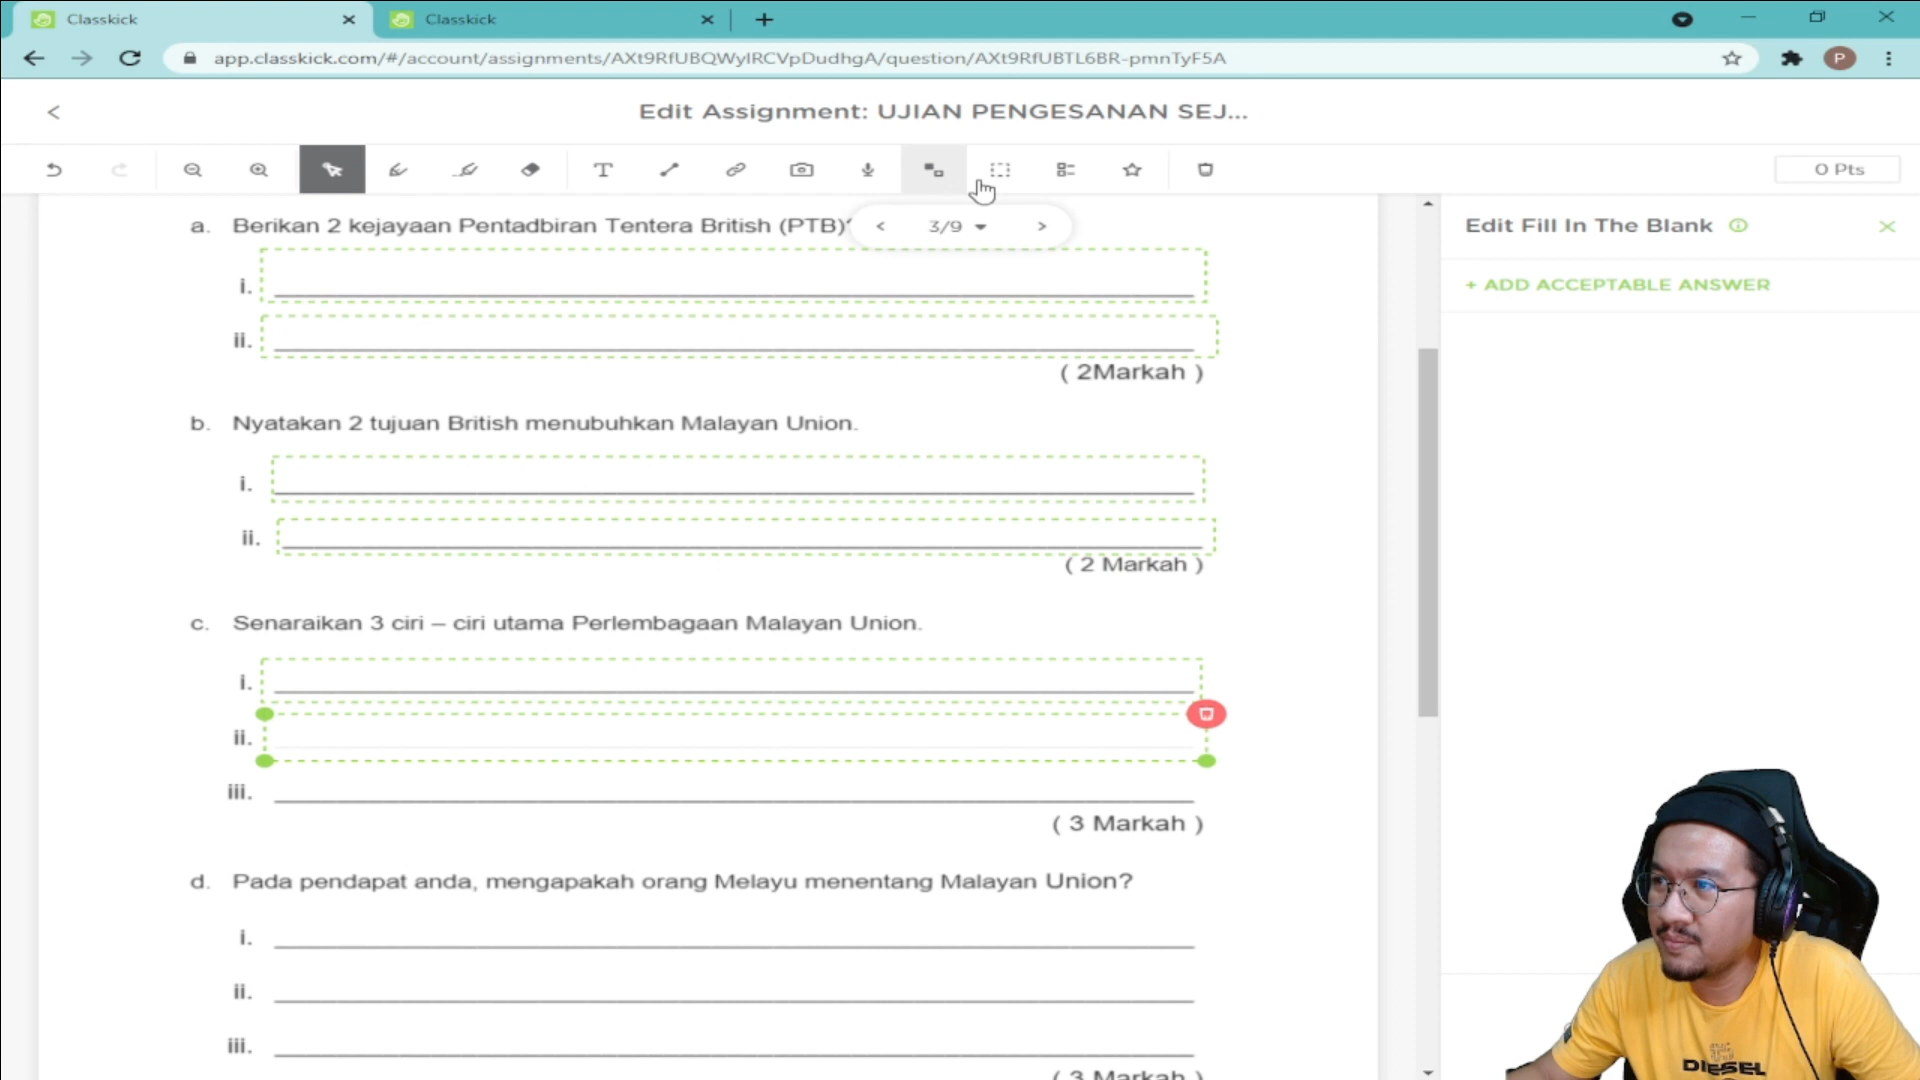 Classkick
Classkick
app.classkick.com/#/account/assignments/AXt9RfUBQWyIRCVpDudhgA/question/AXt9RfUBTL6BR-pmnTyF5A
P
Edit Assignment: UJIAN PENGESANAN SEJ...
T
0 Pts
a. Berikan 2 kejayaan Pentadbiran Tentera British (PTB)
< 3/9 >
i.
ii.
( 2Markah )
b. Nyatakan 2 tujuan British menubuhkan Malayan Union.
i.
ii.
( 2 Markah )
c. Senaraikan 3 ciri – ciri utama Perlembagaan Malayan Union.
i.
ii.
iii.
( 3 Markah )
d. Pada pendapat anda, mengapakah orang Melayu menentang Malayan Union?
i.
ii.
iii.
( 3 Markah )
Edit Fill In The Blank
+ ADD ACCEPTABLE ANSWER
DIESEL